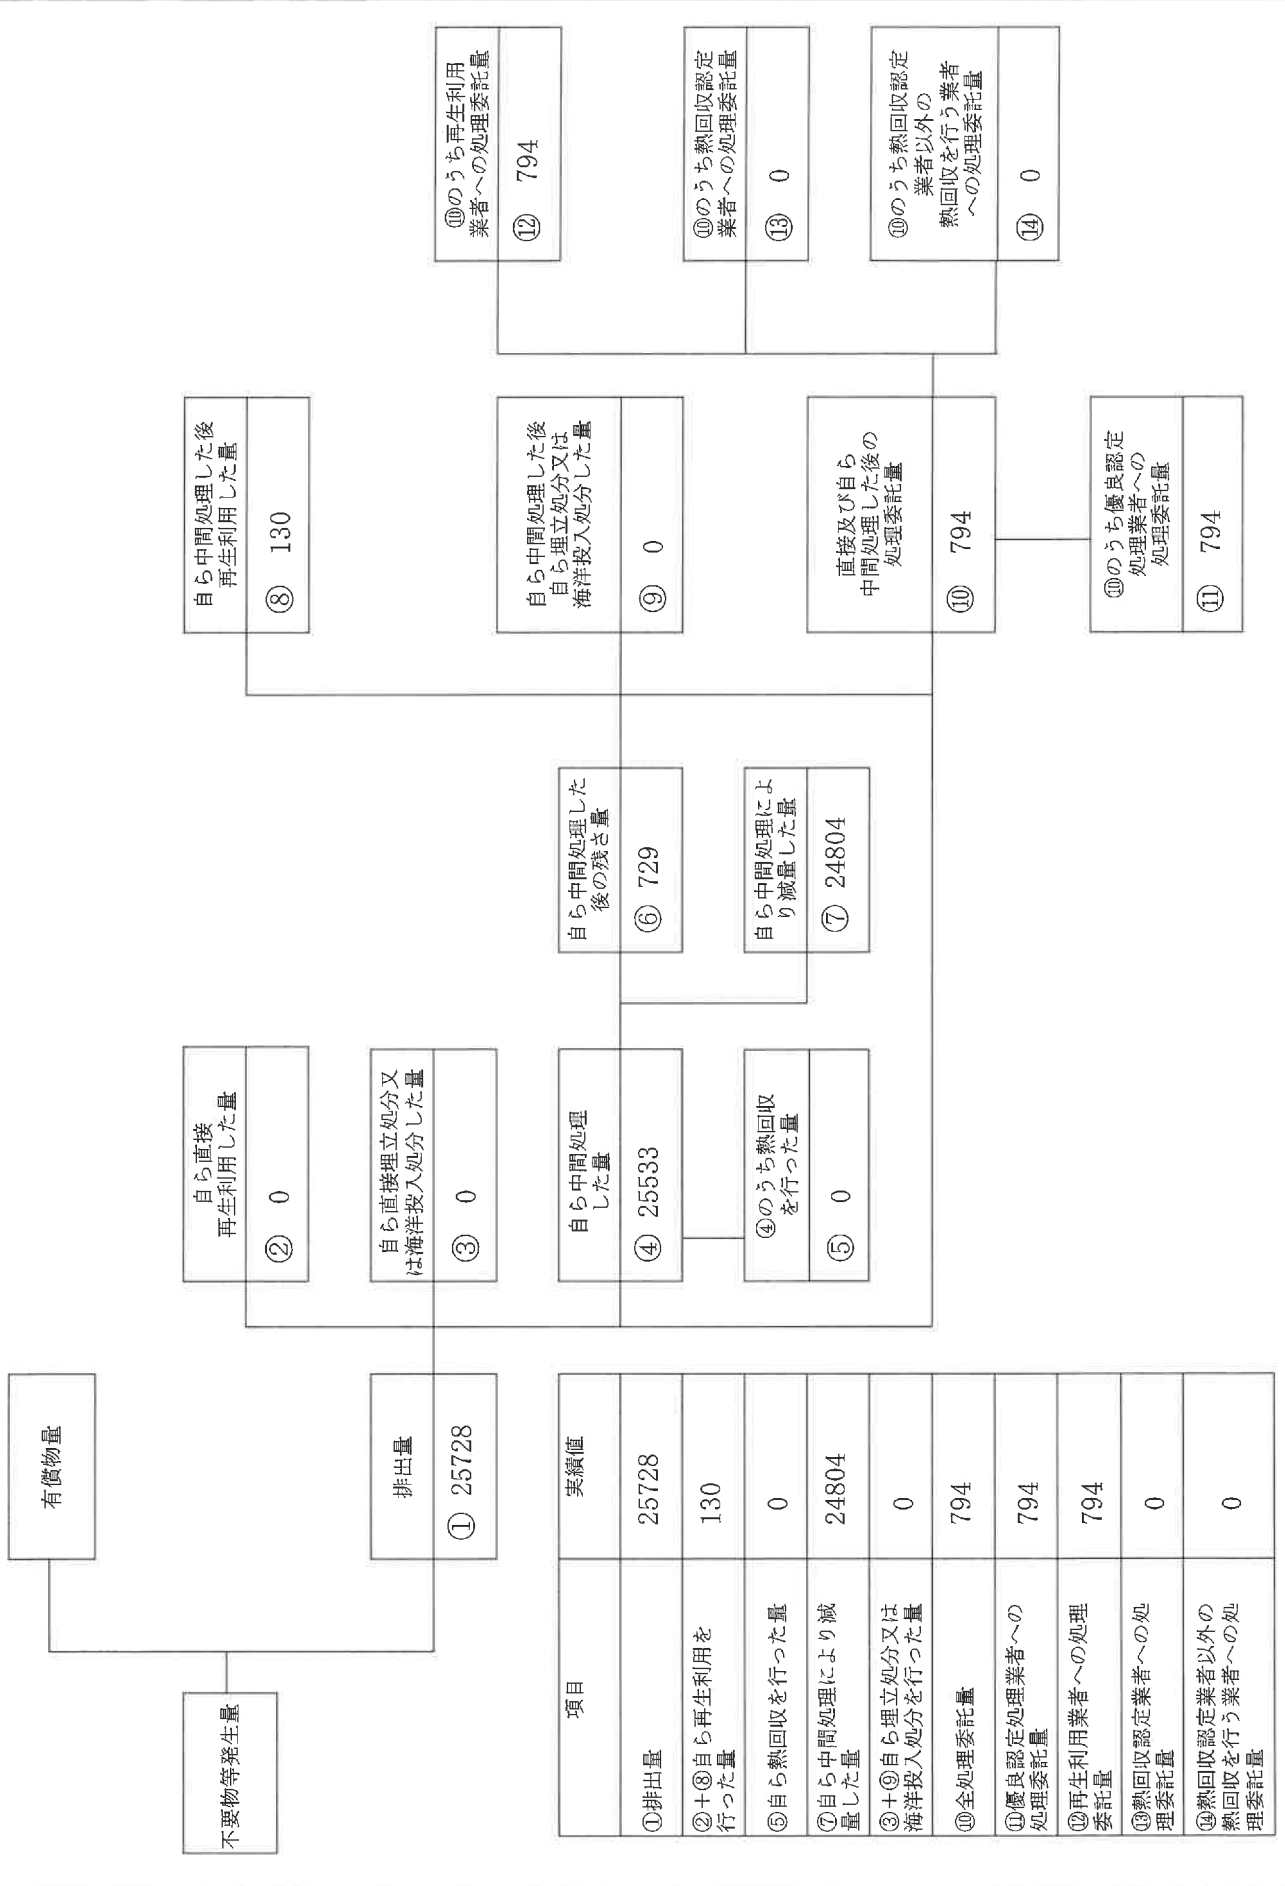 不要物等発生量
有償物量
排出量
① 25728
自ら直接
再生利用した量
② 0
自ら直接埋立処分又
は海洋投入処分した量
③ 0
自ら中間処理
した量
④ 25533
④のうち熱回収
を行った量
⑤ 0
自ら中間処理した
後の残さ量
⑥ 729
自ら中間処理によ
り減量した量
⑦ 24804
自ら中間処理した後
再生利用した量
⑧ 130
自ら中間処理した後
自ら埋立処分又は
海洋投入処分した量
⑨ 0
直接及び自ら
中間処理した後の
処理委託量
⑩ 794
⑩のうち優良認定
処理業者への
処理委託量
⑪ 794
⑩のうち再生利用
業者への処理委託量
⑫ 794
⑩のうち熱回収認定
業者への処理委託量
⑬ 0
⑩のうち熱回収認定
業者以外の
熱回収を行う業者
への処理委託量
⑭ 0
項目 実績値
①排出量 25728
②+⑧自ら再生利用を
行った量 130
⑤自ら熱回収を行った量 0
⑦自ら中間処理により減
量した量 24804
③+⑨自ら埋立処分又は
海洋投入処分を行った量 0
⑩全処理委託量 794
⑪優良認定処理業者への
処理委託量 794
⑫再生利用業者への処理
委託量 794
⑬熱回収認定業者への処
理委託量 0
⑭熱回収認定業者以外の
熱回収を行う業者への処
理委託量 0